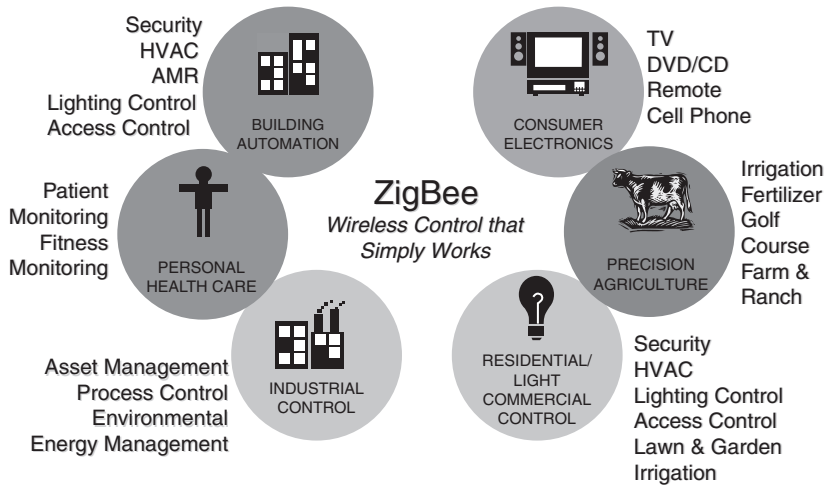 Security
HVAC
AMR
Lighting Control
Access Control
BUILDING
AUTOMATION
CONSUMER
ELECTRONICS
TV
DVD/CD
Remote
Cell Phone
Patient
Monitoring
Fitness
Monitoring
PERSONAL
HEALTH CARE
ZigBee
Wireless Control that
Simply Works
PRECISION
AGRICULTURE
Irrigation
Fertilizer
Golf
Course
Farm &
Ranch
Asset Management
Process Control
Environmental
Energy Management
INDUSTRIAL
CONTROL
RESIDENTIAL/
LIGHT
COMMERCIAL
CONTROL
Security
HVAC
Lighting Control
Access Control
Lawn & Garden
Irrigation